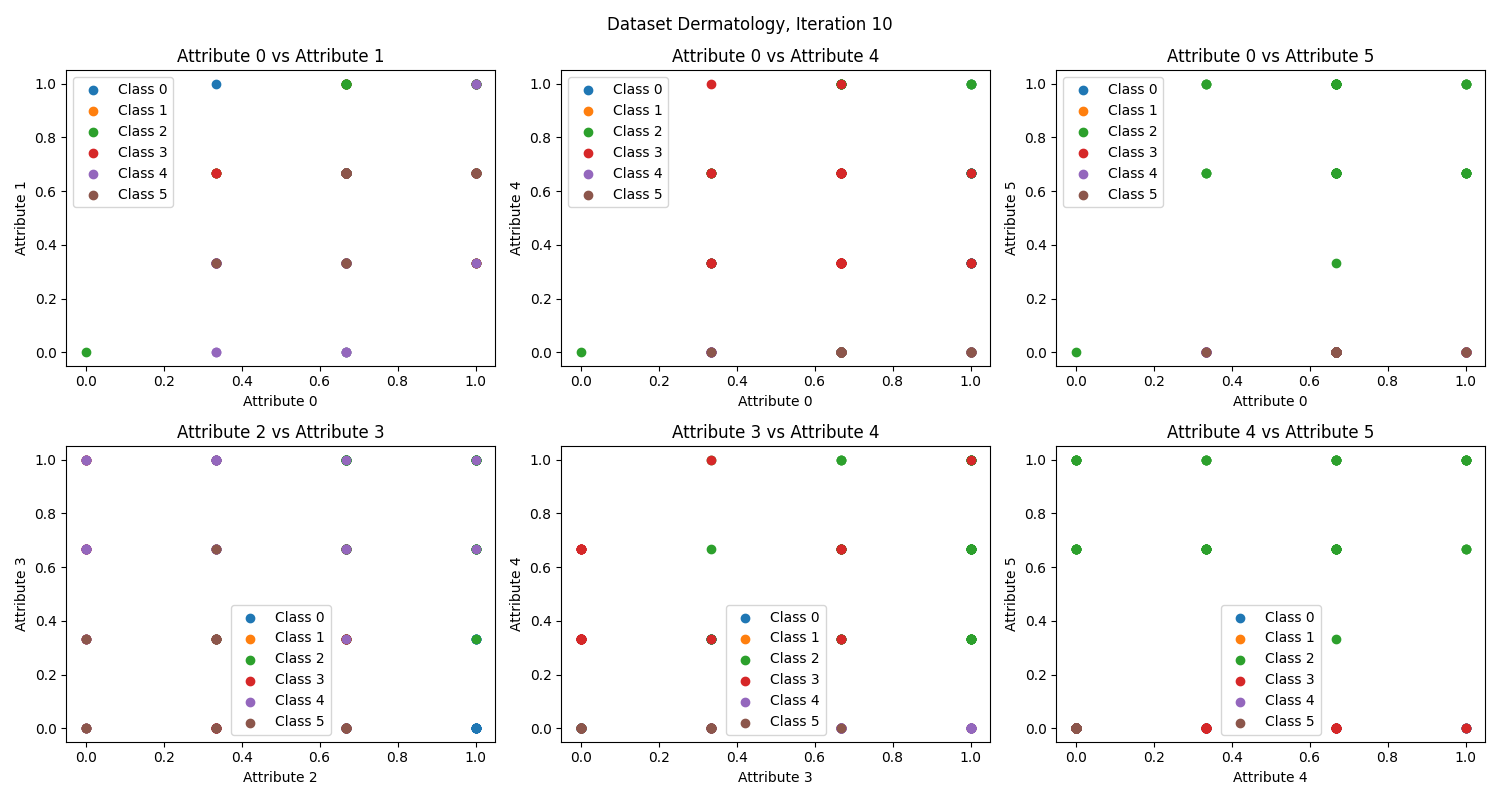 Dataset Dermatology, Iteration 10
Attribute 0 vs Attribute 1
1.0
0.8
0.6
0.4
0.2
0.0
Attribute 1
Class 0
Class 1
Class 2
Class 3
Class 4
Class 5
0.0 0.2 0.4 0.6 0.8 1.0
Attribute 0
Attribute 0 vs Attribute 4
1.0
0.8
0.6
0.4
0.2
0.0
Attribute 4
Class 0
Class 1
Class 2
Class 3
Class 4
Class 5
0.0 0.2 0.4 0.6 0.8 1.0
Attribute 0
Attribute 0 vs Attribute 5
1.0
0.8
0.6
0.4
0.2
0.0
Attribute 5
Class 0
Class 1
Class 2
Class 3
Class 4
Class 5
0.0 0.2 0.4 0.6 0.8 1.0
Attribute 0
Attribute 2 vs Attribute 3
1.0
0.8
0.6
0.4
0.2
0.0
Attribute 3
Class 0
Class 1
Class 2
Class 3
Class 4
Class 5
0.0 0.2 0.4 0.6 0.8 1.0
Attribute 2
Attribute 3 vs Attribute 4
1.0
0.8
0.6
0.4
0.2
0.0
Attribute 4
Class 0
Class 1
Class 2
Class 3
Class 4
Class 5
0.0 0.2 0.4 0.6 0.8 1.0
Attribute 3
Attribute 4 vs Attribute 5
1.0
0.8
0.6
0.4
0.2
0.0
Attribute 5
Class 0
Class 1
Class 2
Class 3
Class 4
Class 5
0.0 0.2 0.4 0.6 0.8 1.0
Attribute 4